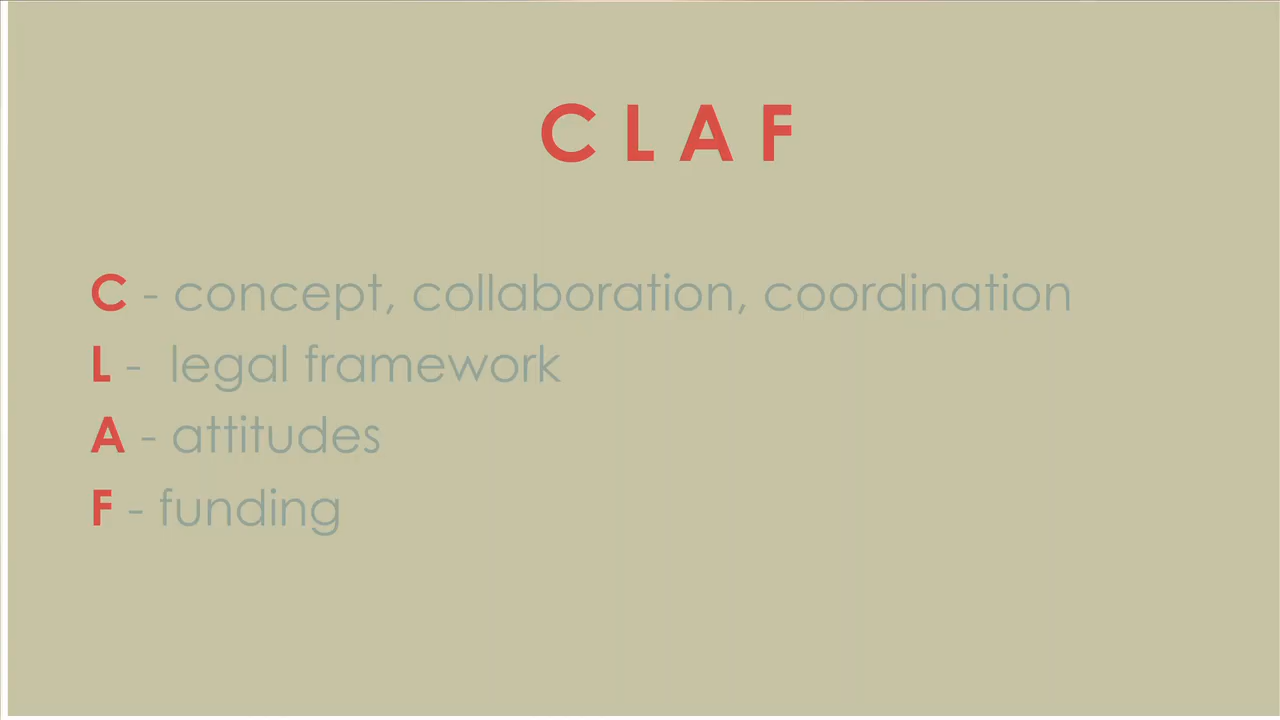 C L A F
C - concept, collaboration, coordination
L - legal framework
A - attitudes
F - funding